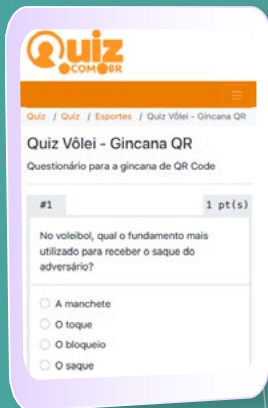 Quiz
.COM.BR
Quiz / Quiz / Esportes / Quiz Vôlei - Gincana QR
Quiz Vôlei - Gincana QR
Questionário para a gincana de QR Code
#1 1 pt(s)
No voleibol, qual o fundamento mais
utilizado para receber o saque do
adversário?
A manchete
O toque
O bloqueio
O saque